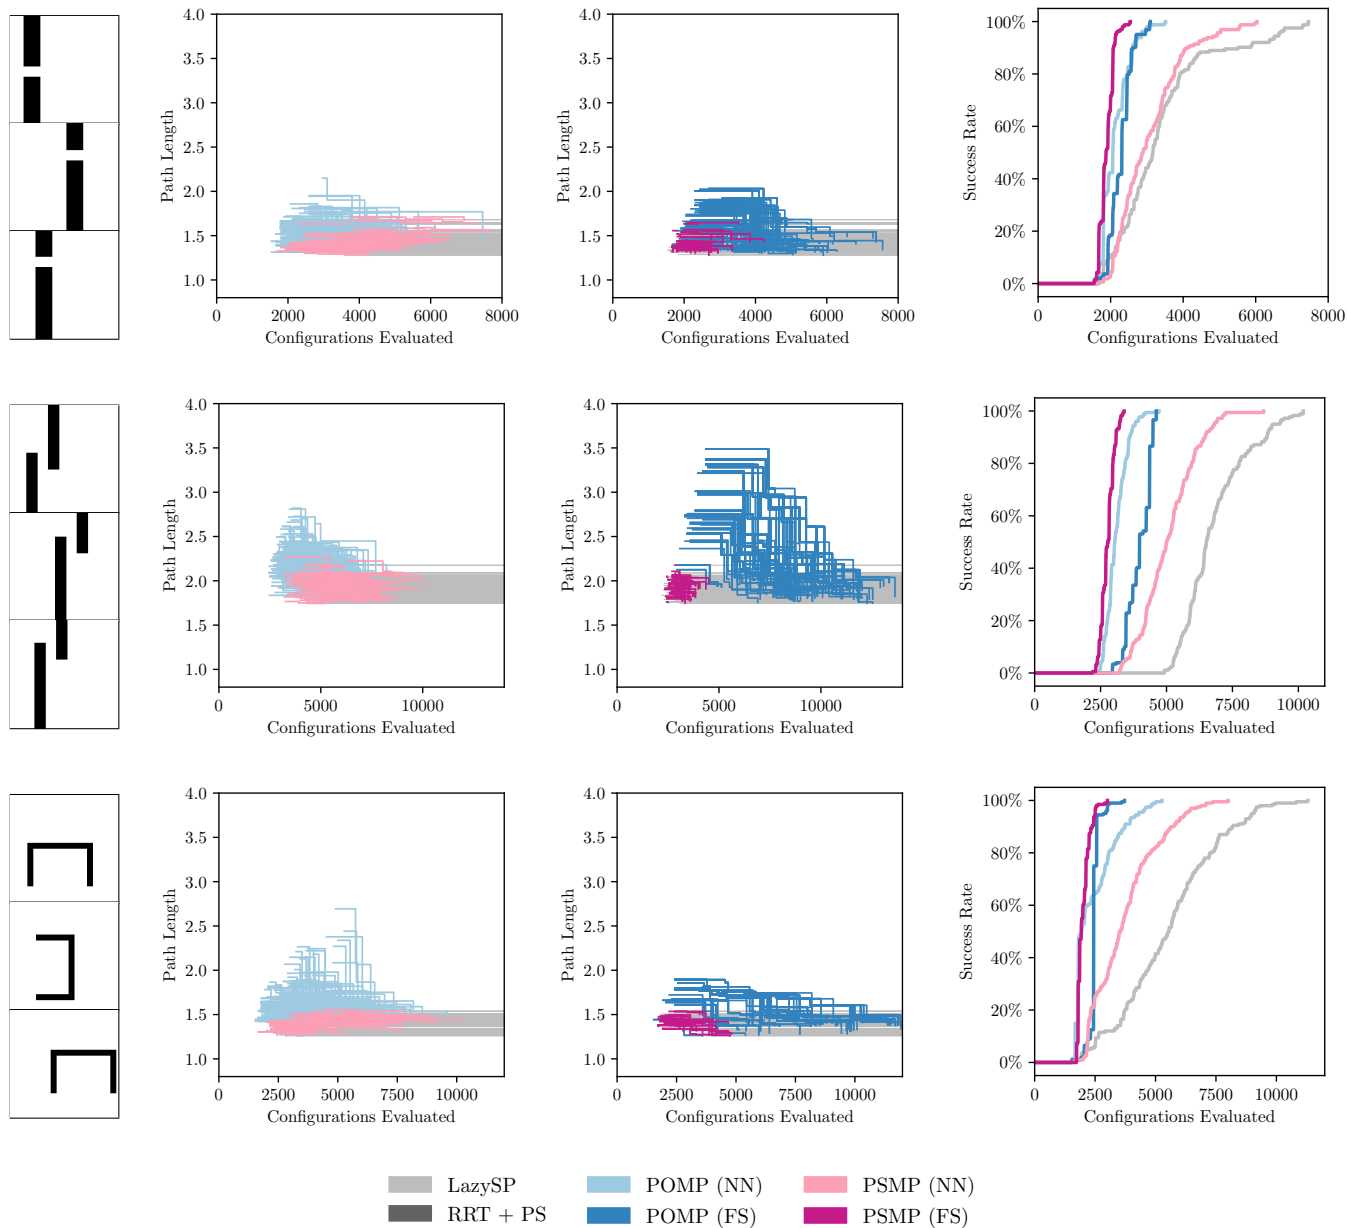 4.0
3.5
3.0
2.5
2.0
1.5
1.0
Path Length
0 2000 4000 6000 8000
Configurations Evaluated
4.0
3.5
3.0
2.5
2.0
1.5
1.0
Path Length
0 2000 4000 6000 8000
Configurations Evaluated
100%
80%
60%
40%
20%
0%
Success Rate
0 2000 4000 6000 8000
Configurations Evaluated
4.0
3.5
3.0
2.5
2.0
1.5
1.0
Path Length
0 5000 10000
Configurations Evaluated
4.0
3.5
3.0
2.5
2.0
1.5
1.0
Path Length
0 5000 10000
Configurations Evaluated
100%
80%
60%
40%
20%
0%
Success Rate
0 2500 5000 7500 10000
Configurations Evaluated
4.0
3.5
3.0
2.5
2.0
1.5
1.0
Path Length
0 2500 5000 7500 10000
Configurations Evaluated
4.0
3.5
3.0
2.5
2.0
1.5
1.0
Path Length
0 2500 5000 7500 10000
Configurations Evaluated
100%
80%
60%
40%
20%
0%
Success Rate
0 2500 5000 7500 10000
Configurations Evaluated
LazySP POMP (NN) PSMP (NN)
RRT + PS POMP (FS) PSMP (FS)